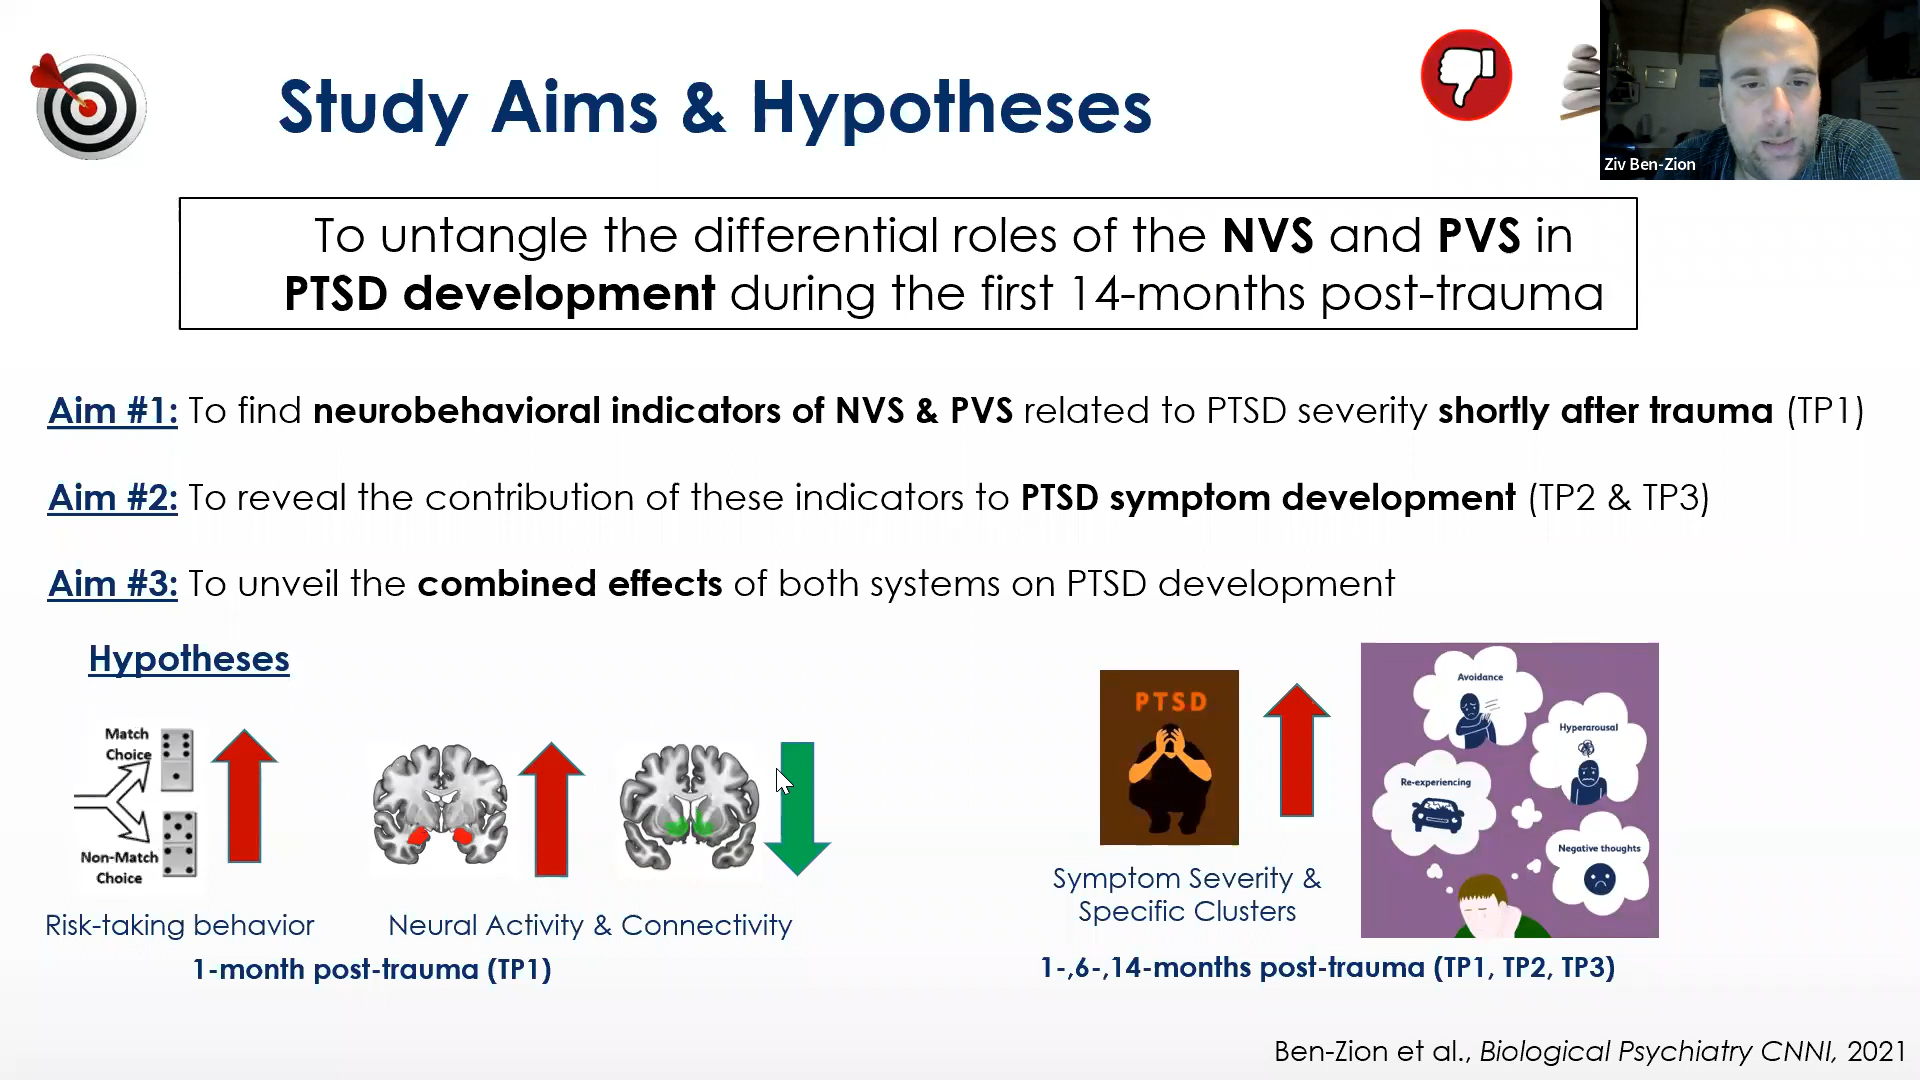 Study Aims & Hypotheses
Ziv Ben-Zion
To untangle the differential roles of the NVS and PVS in
PTSD development during the first 14-months post-trauma
Aim #1: To find neurobehavioral indicators of NVS & PVS related to PTSD severity shortly after trauma (TP1)
Aim #2: To reveal the contribution of these indicators to PTSD symptom development (TP2 & TP3)
Aim #3: To unveil the combined effects of both systems on PTSD development
Hypotheses
Match
Choice
Non-Match
Choice
Risk-taking behavior
Neural Activity & Connectivity
1-month post-trauma (TP1)
PTSD
Symptom Severity &
Specific Clusters
Avoidance
Hyperarousal
Re-experiencing
Negative thoughts
1-,6-,14-months post-trauma (TP1, TP2, TP3)
Ben-Zion et al., Biological Psychiatry CNNI, 2021